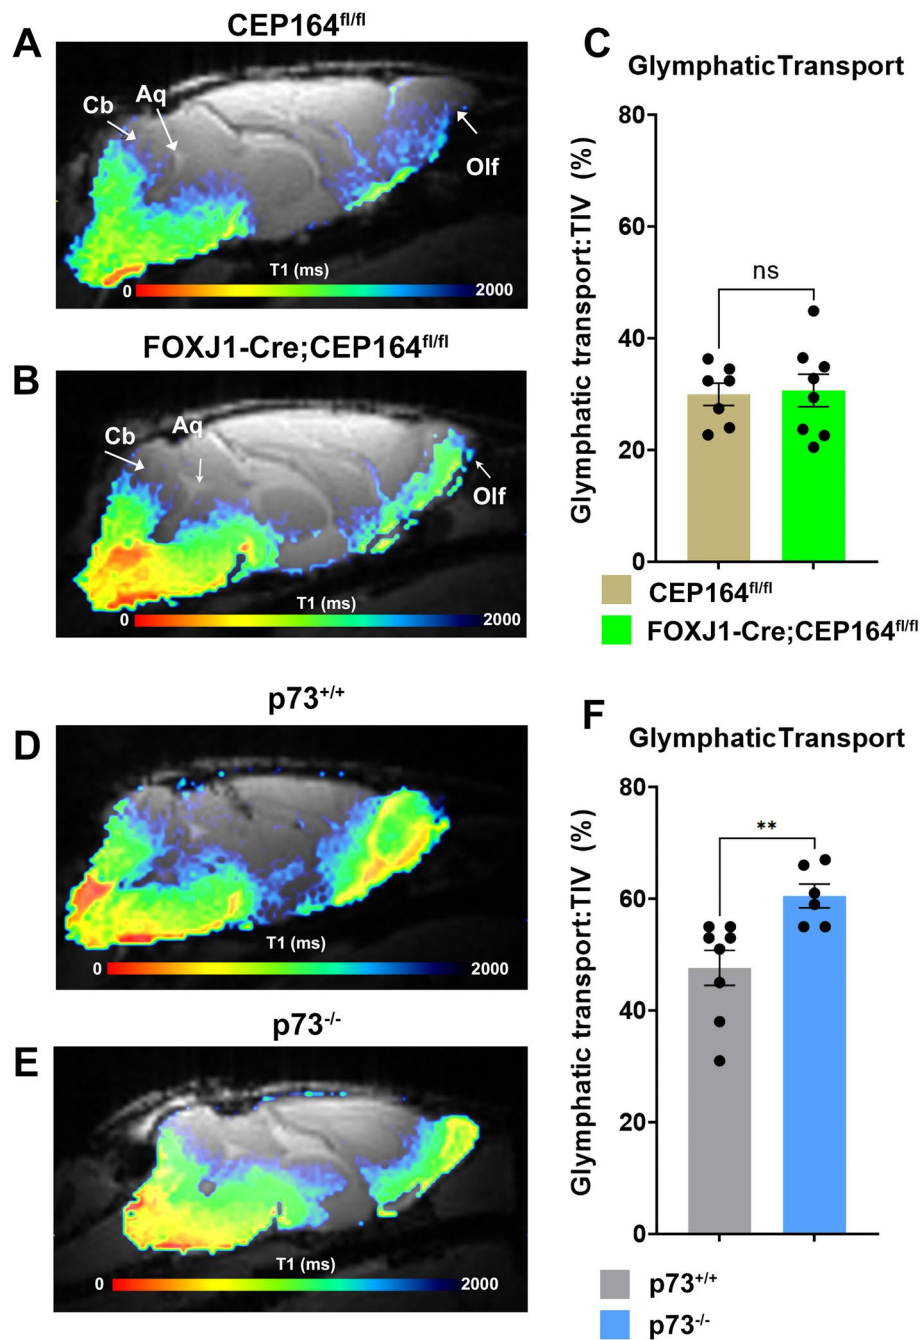 A
CEP164fl/fl
Cb
Aq
Olf
T1 (ms)
0
2000
FOXJ1-Cre;CEP164fl/fl
B
Cb
Aq
Olf
T1 (ms)
0
2000
C
GlymphaticTransport
Glymphatic transport:TIV (%)
80
60
40
20
0
ns
CEP164fl/fl
FOXJ1-Cre;CEP164fl/fl
p73+/+
D
T1 (ms)
0
2000
p73-/-
E
T1 (ms)
0
2000
F
GlymphaticTransport
Glymphatic transport:TIV (%)
80
60
40
20
0
**
p73+/+
p73-/-